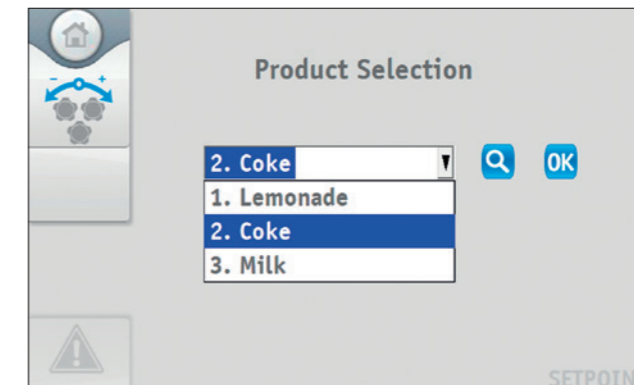 Product Selection
2. Coke
OK
1. Lemonade
2. Coke
3. Milk